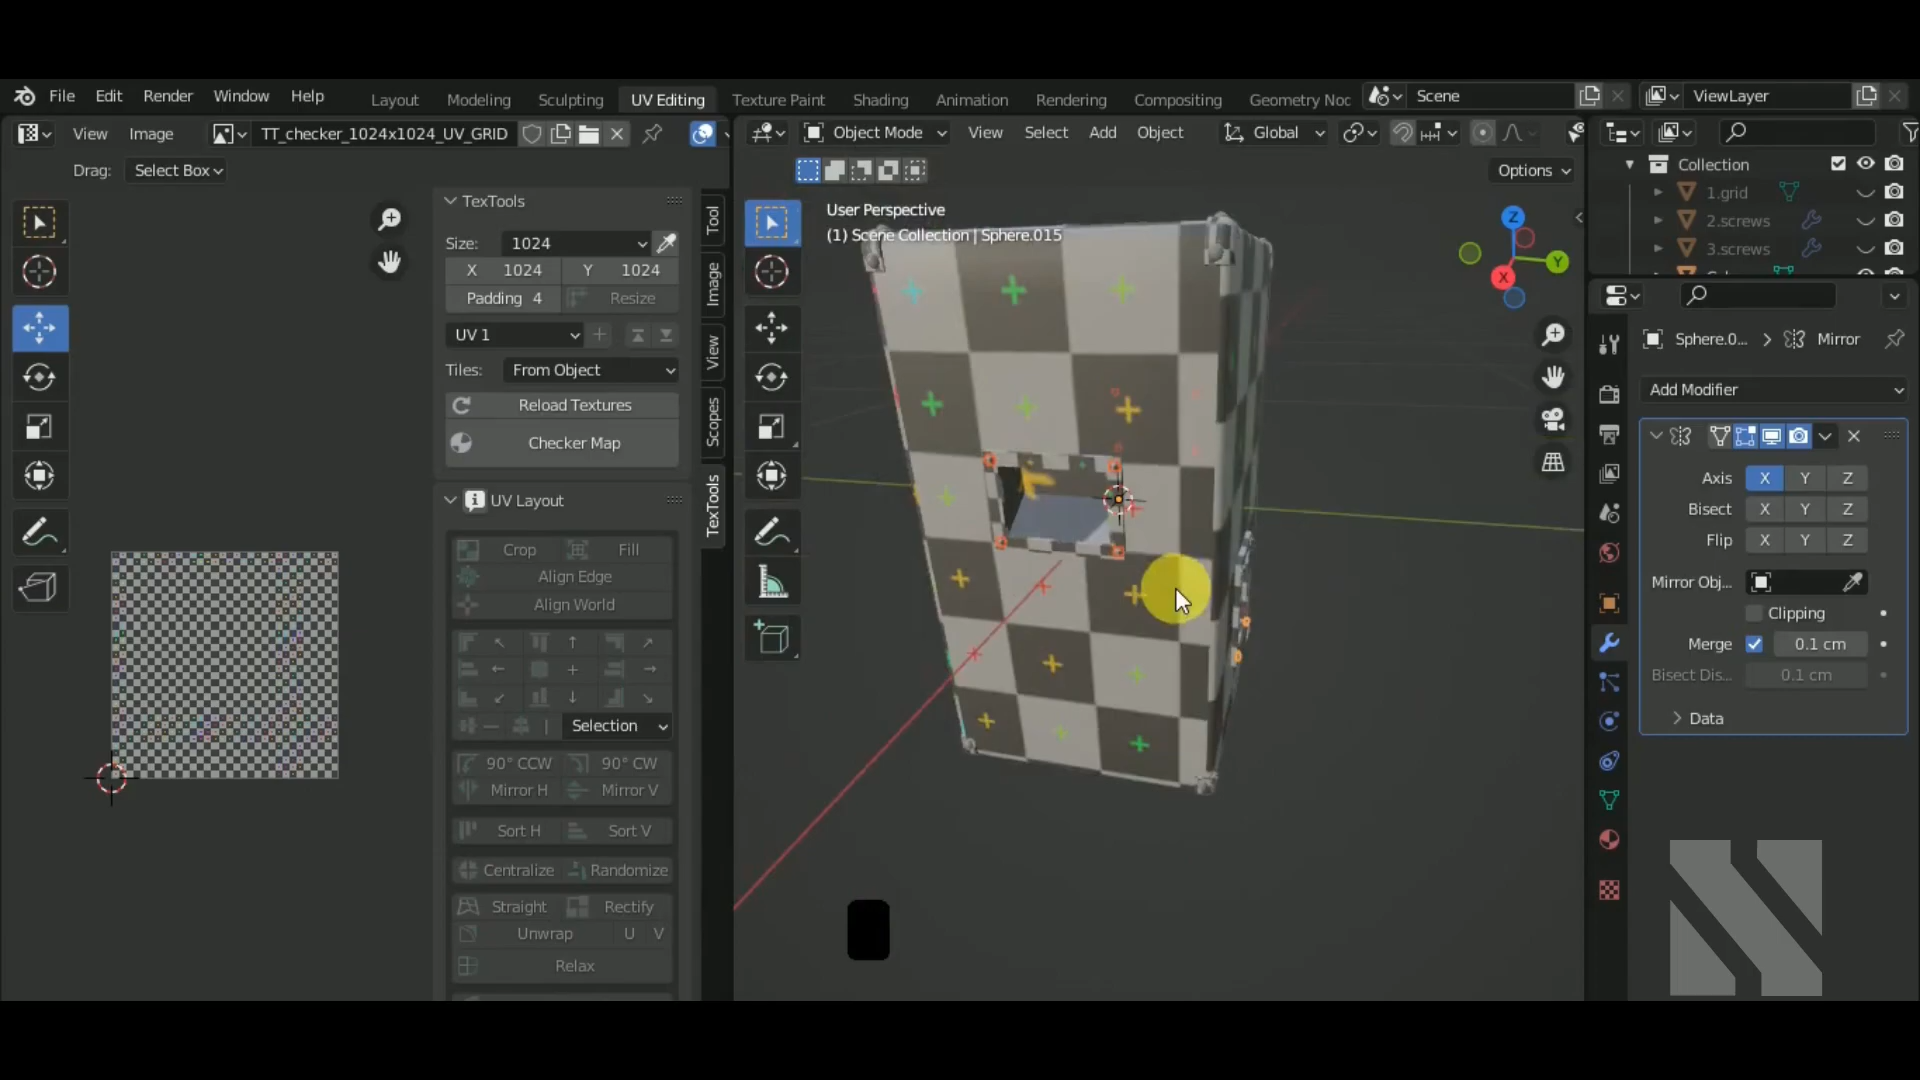 File Edit Render Window Help Layout Modeling Sculpting UV Editing Texture Paint Shading Animation Rendering Compositing Geometry Noc Scene ViewLayer
View Image TT_checker_1024x1024_UV_GRID Object Mode View Select Add Object Global
Drag: Select Box Options
TexTools
Size: 1024
X 1024 Y 1024
Padding 4 Resize
UV 1
Tiles: From Object
Reload Textures
Checker Map
UV Layout
Crop Fill
Align Edge
Align World
Selection
90° CCW 90° CW
Mirror H Mirror V
Sort H Sort V
Centralize Randomize
Straight Rectify
Unwrap U V
Relax
Tool
Image
View
Scopes
TexTools
User Perspective
(1) Scene Collection | Sphere.015
Z
Y
X
Collection
1.grid
2.screws
3.screws
Sphere.0... Mirror
Add Modifier
Axis X Y Z
Bisect X Y Z
Flip X Y Z
Mirror Obj...
Clipping
Merge 0.1 cm
Bisect Dis... 0.1 cm
Data